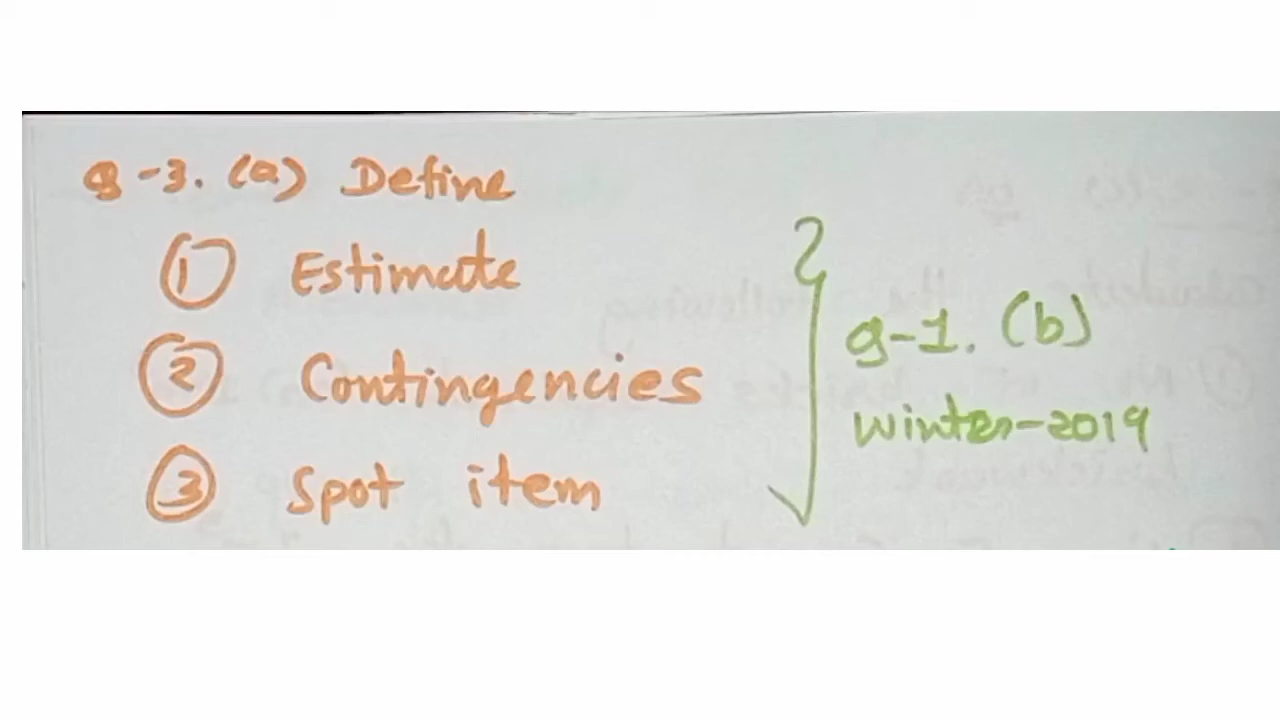 Q-3. (a) Define
① Estimate
② Contingencies
③ Spot item
Q-1. (b)
Winter-2019